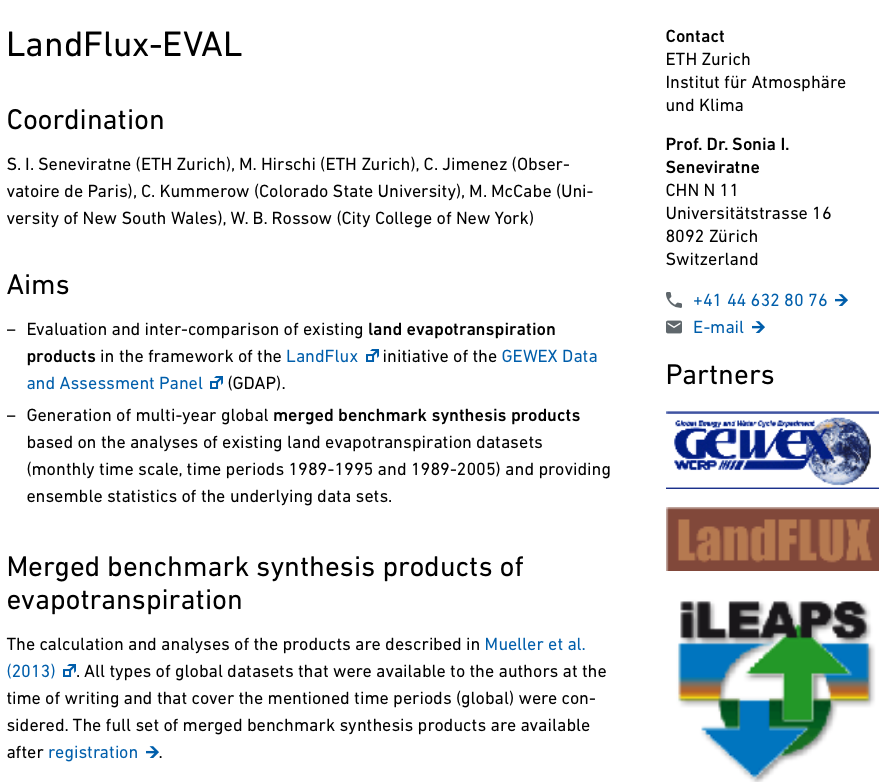 LandFlux-EVAL
Coordination
S. I. Seneviratne (ETH Zurich), M. Hirschi (ETH Zurich), C. Jimenez (Obser-
vatoire de Paris), C. Kummerow (Colorado State University), M. McCabe (Uni-
versity of New South Wales), W. B. Rossow (City College of New York)
Aims
– Evaluation and inter-comparison of existing land evapotranspiration
products in the framework of the LandFlux initiative of the GEWEX Data
and Assessment Panel (GDAP).
– Generation of multi-year global merged benchmark synthesis products
based on the analyses of existing land evapotranspiration datasets
(monthly time scale, time periods 1989-1995 and 1989-2005) and providing
ensemble statistics of the underlying data sets.
Merged benchmark synthesis products of
evapotranspiration
The calculation and analyses of the products are described in Mueller et al.
(2013). All types of global datasets that were available to the authors at the
time of writing and that cover the mentioned time periods (global) were con-
sidered. The full set of merged benchmark synthesis products are available
after registration.
Contact
ETH Zurich
Institut für Atmosphäre
und Klima
Prof. Dr. Sonia I.
Seneviratne
CHN N 11
Universitätstrasse 16
8092 Zürich
Switzerland
+41 44 632 80 76
E-mail
Partners
Global Energy and Water Cycle Experiment
GEWEX
WCRP
LandFLUX
iLEAPS